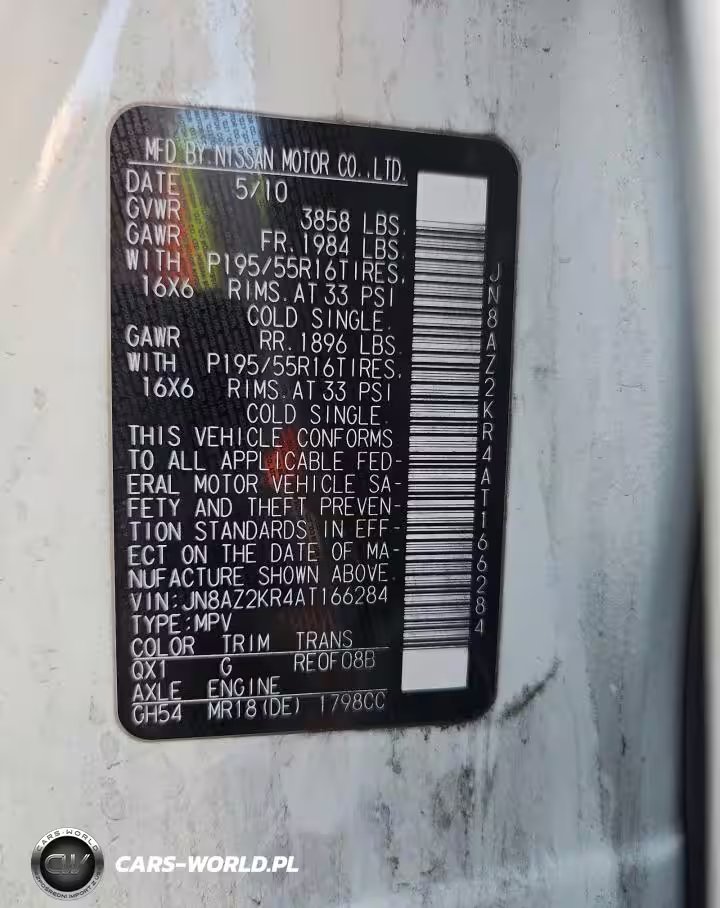 MFD BY NISSAN MOTOR CO., LTD.
DATE 5/10
GVWR 3858 LBS.
GAWR FR. 1984 LBS.
WITH P195/55R16TIRES,
16X6 RIMS. AT 33 PSI
COLD SINGLE.
GAWR RR. 1896 LBS.
WITH P195/55R16TIRES,
16X6 RIMS. AT 33 PSI
COLD SINGLE.
THIS VEHICLE CONFORMS
TO ALL APPLICABLE FED-
ERAL MOTOR VEHICLE SA-
FETY AND THEFT PREVEN-
TION STANDARDS IN EFF-
ECT ON THE DATE OF MA-
NUFACTURE SHOWN ABOVE.
VIN:JN8AZ2KR4AT166284
TYPE:MPV
COLOR TRIM TRANS
QX1 G RE0F08B
AXLE ENGINE
GH54 MR18(DE) 1798CC
JN8AZ2KR4AT166284
CARS-WORLD
CW
CARS-WORLD.PL